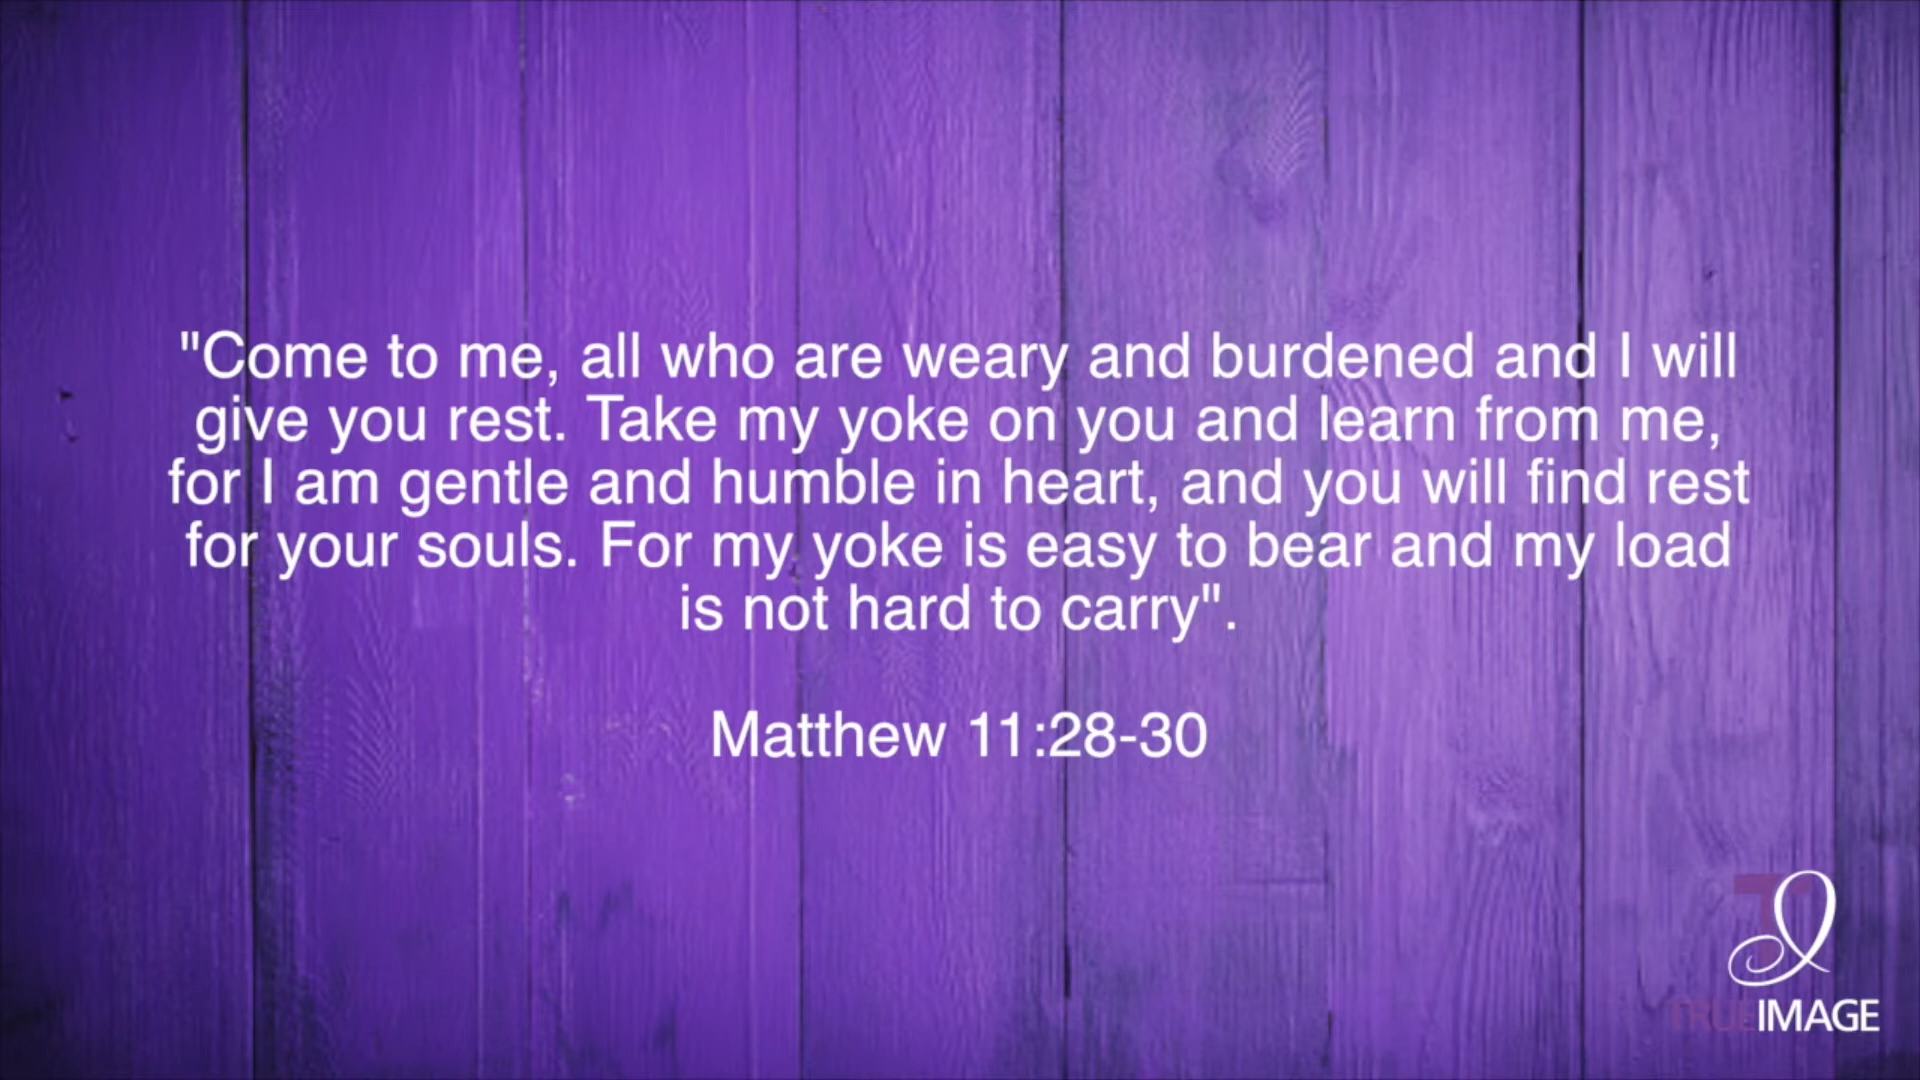 "Come to me, all who are weary and burdened and I will
give you rest. Take my yoke on you and learn from me,
for I am gentle and humble in heart, and you will find rest
for your souls. For my yoke is easy to bear and my load
is not hard to carry".
Matthew 11:28-30
TRUEIMAGE